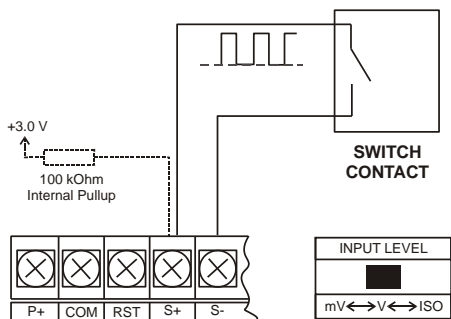 +3.0 V
100 kOhm
Internal Pullup
SWITCH
CONTACT
P+ COM RST S+ S-
INPUT LEVEL
mV↔V↔ISO